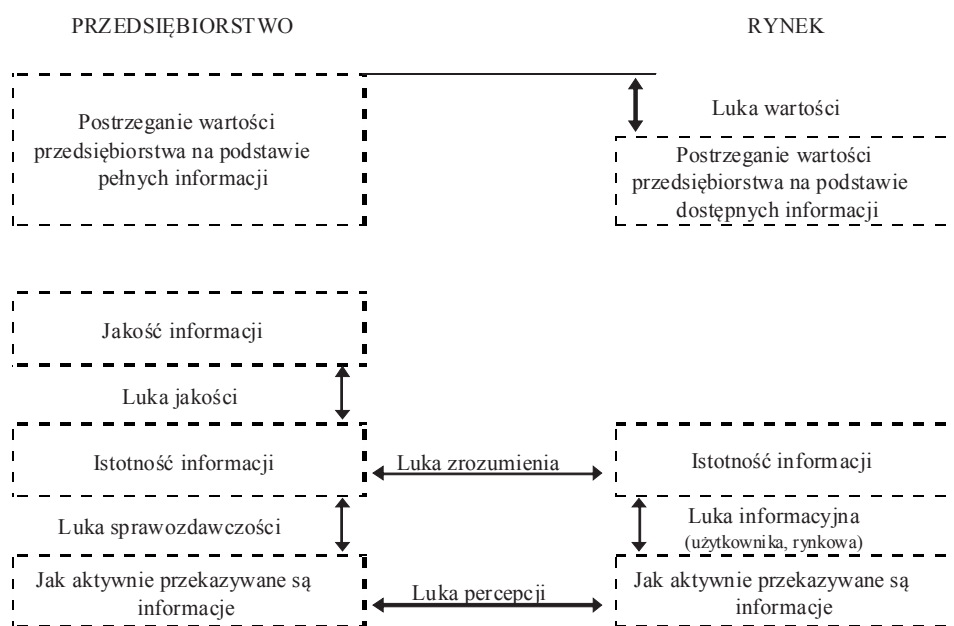 PRZEDSIĘBIORSTWO
RYNEK
Luka wartości
Postrzeganie wartości
przedsiębiorstwa na podstawie
pełnych informacji
Postrzeganie wartości
przedsiębiorstwa na podstawie
dostępnych informacji
Jakość informacji
Luka jakości
Istotność informacji
Luka zrozumienia
Istotność informacji
Luka sprawozdawczości
Luka informacyjna
(użytkownika, rynkowa)
Jak aktywnie przekazywane są
informacje
Luka percepcji
Jak aktywnie przekazywane są
informacje